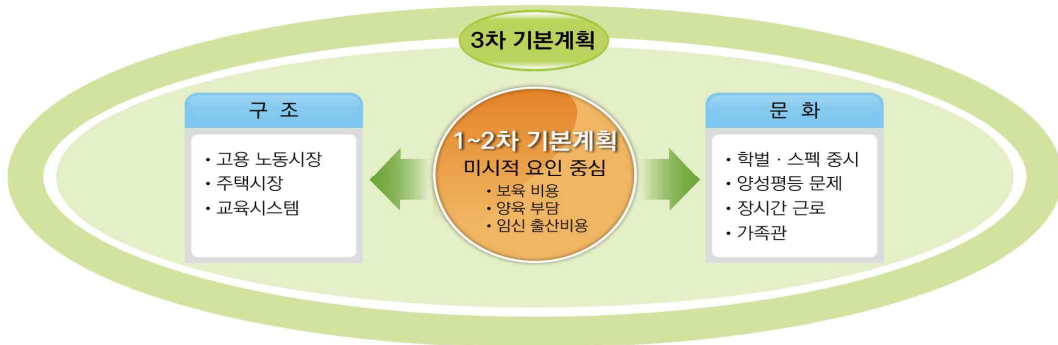 3차 기본계획
구 조
• 고용 노동시장
• 주택시장
• 교육시스템
1~2차 기본계획
미시적 요인 중심
• 보육 비용
• 양육 부담
• 임신 출산비용
문 화
• 학벌 · 스펙 중시
• 양성평등 문제
• 장시간 근로
• 가족관